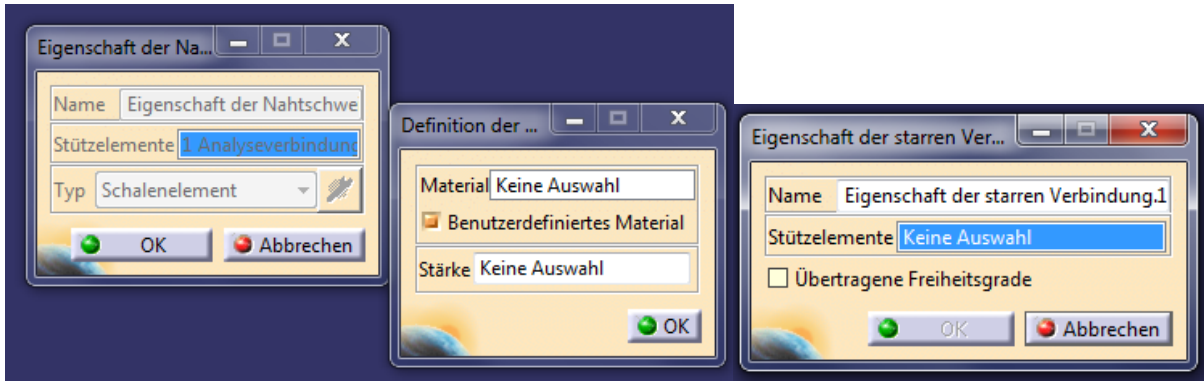 Eigenschaft der Na...
Name Eigenschaft der Nahtschwe
Stützelemente 1 Analyseverbindung
Typ Schalenelement
OK Abbrechen
Definition der ...
Material Keine Auswahl
Benutzerdefiniertes Material
Stärke Keine Auswahl
OK
Eigenschaft der starren Ver...
Name Eigenschaft der starren Verbindung.1
Stützelemente Keine Auswahl
Übertragene Freiheitsgrade
OK Abbrechen